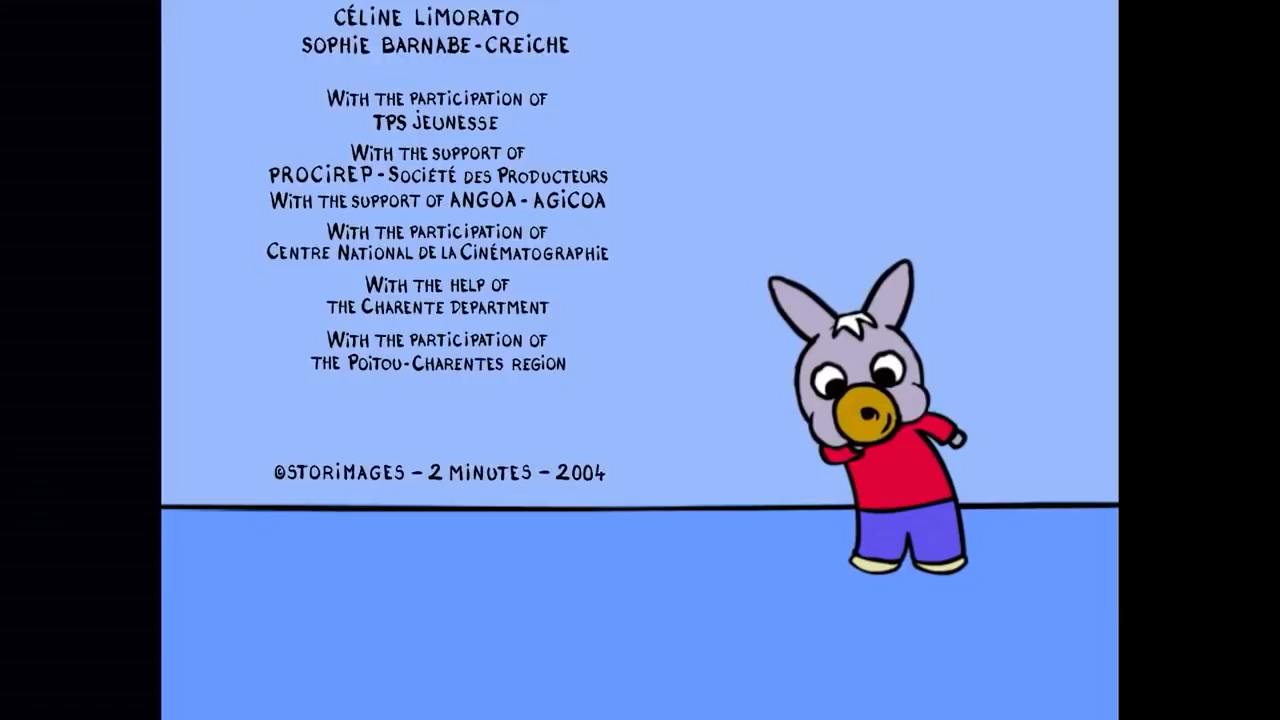 CÉLiNE LiMORATO
SOPHiE BARNABE-CREiCHE
WiTH THE PARTiCiPATiON OF
TPS JEUNESSE
WiTH THE SUPPORT OF
PROCiREP-SOCiÉTÉ DES PRODUCTEURS
WiTH THE SUPPORT OF ANGOA-AGiCOA
WiTH THE PARTiCiPATiON OF
CENTRE NATiONAL DE LA CiNÉMATOGRAPHiE
WiTH THE HELP OF
THE CHARENTE DEPARTMENT
WiTH THE PARTiCiPATiON OF
THE POiTOU-CHARENTES REGiON
©STORiMAGES - 2 MiNUTES - 2004